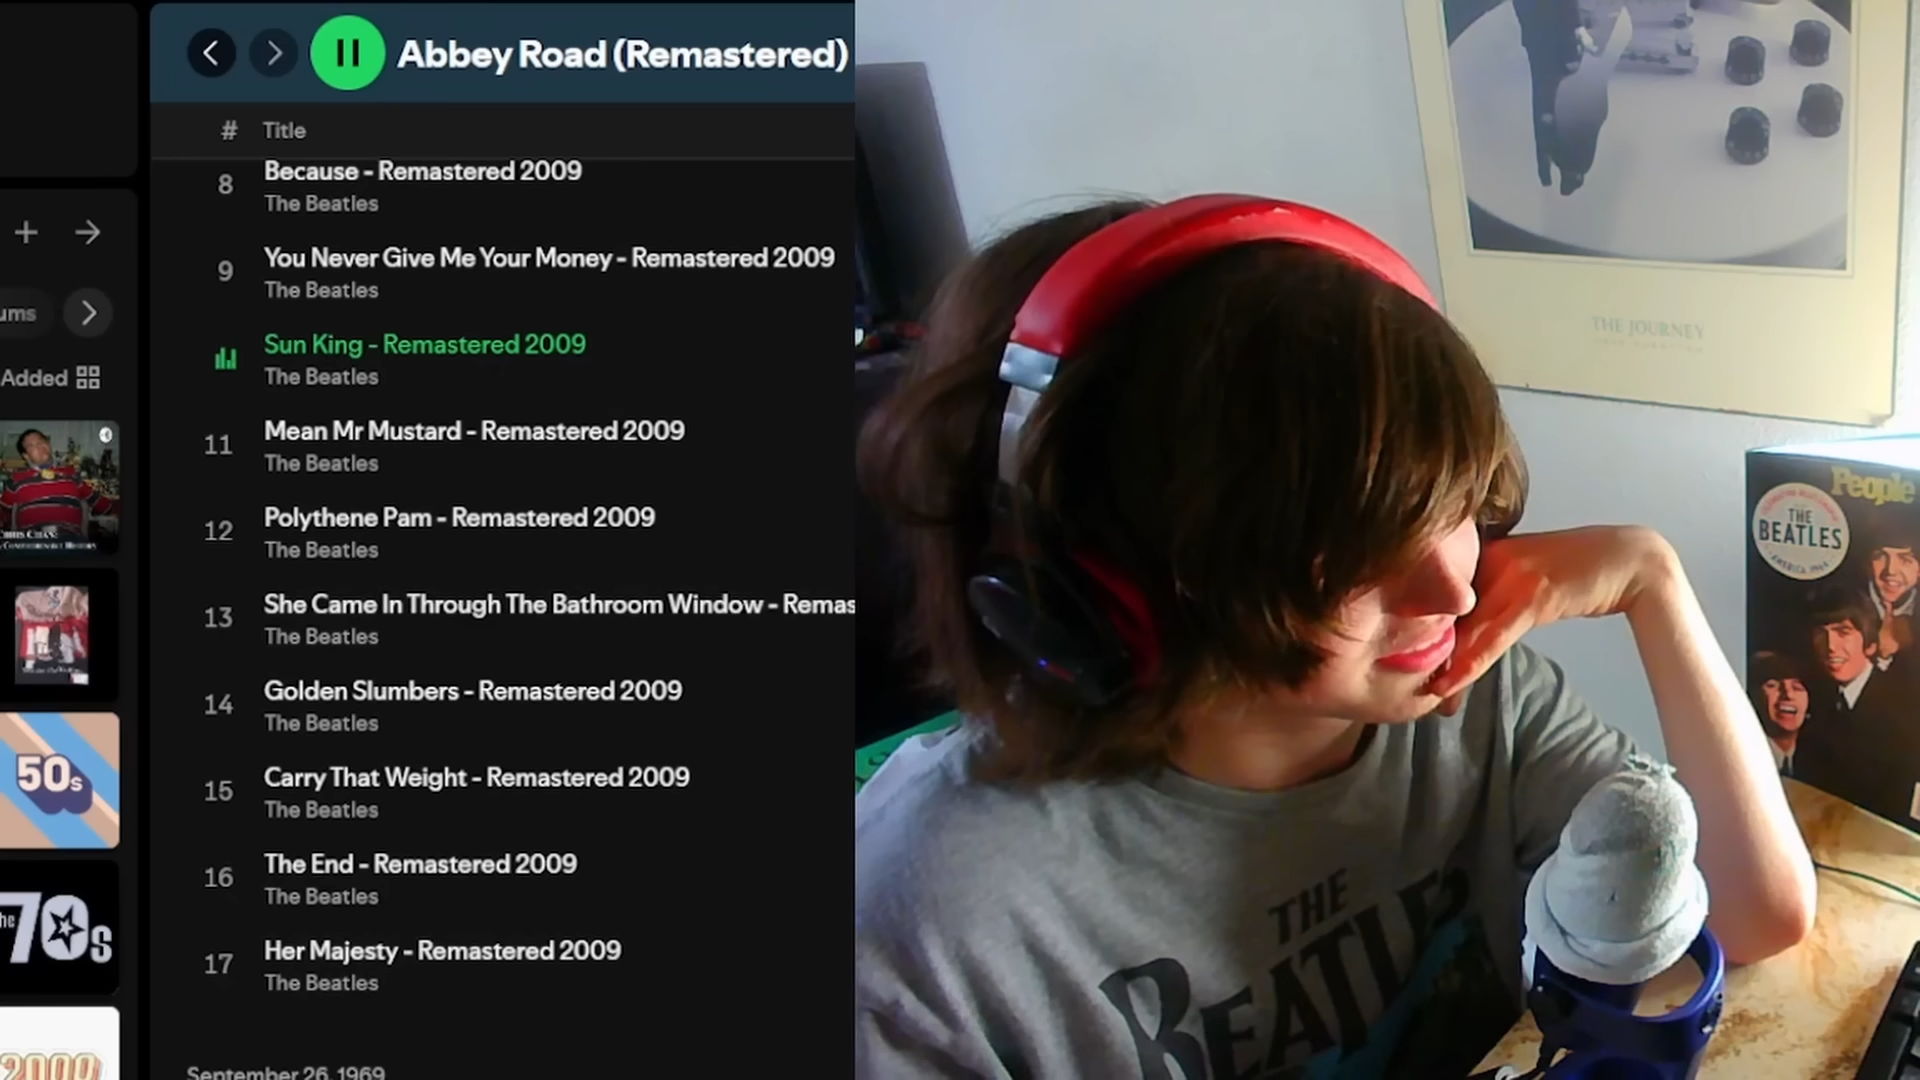 Abbey Road (Remastered)
# Title
8 Because - Remastered 2009
The Beatles
9 You Never Give Me Your Money - Remastered 2009
The Beatles
Sun King - Remastered 2009
The Beatles
11 Mean Mr Mustard - Remastered 2009
The Beatles
12 Polythene Pam - Remastered 2009
The Beatles
13 She Came In Through The Bathroom Window - Remas
The Beatles
14 Golden Slumbers - Remastered 2009
The Beatles
15 Carry That Weight - Remastered 2009
The Beatles
16 The End - Remastered 2009
The Beatles
17 Her Majesty - Remastered 2009
The Beatles
September 26, 1969
ums
Added
50s
the
70s
2000
THE JOURNEY
People
THE
BEATLES
AMERICA 1964
THE
BEATLES